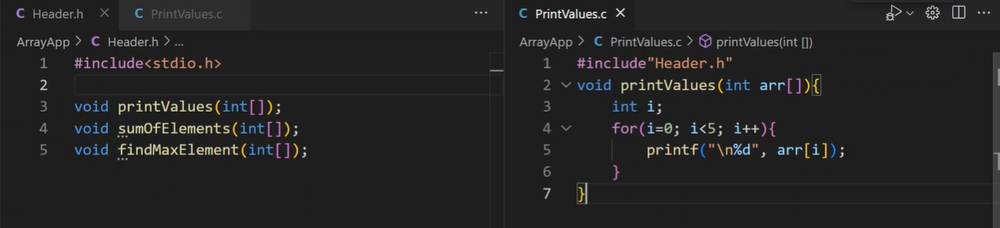 Header.h
PrintValues.c
ArrayApp > C Header.h > ...
1 #include<stdio.h>
2
3 void printValues(int[]);
4 void sumOfElements(int[]);
5 void findMaxElement(int[]);
PrintValues.c
ArrayApp > C PrintValues.c > printValues(int [])
1 #include"Header.h"
2 void printValues(int arr[]){
3 int i;
4 for(i=0; i<5; i++){
5 printf("\n%d", arr[i]);
6 }
7 }